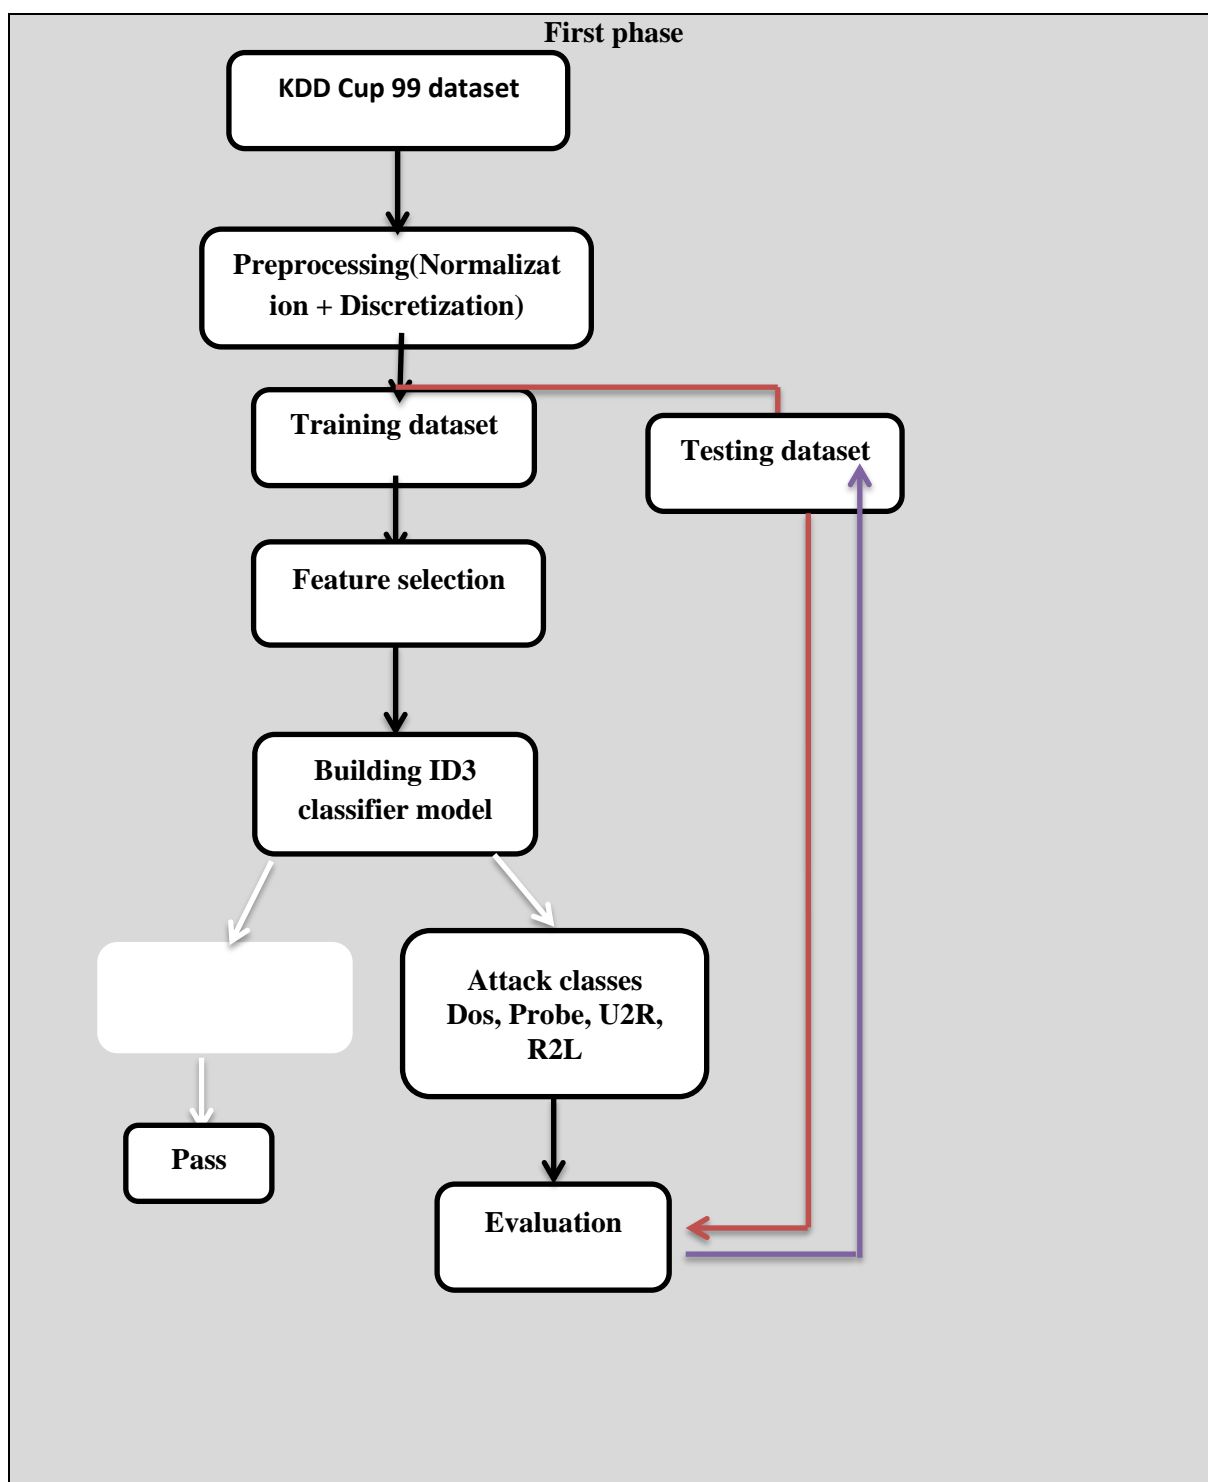 First phase
KDD Cup 99 dataset
Preprocessing(Normalizat
ion + Discretization)
Training dataset
Testing dataset
Feature selection
Building ID3
classifier model
Attack classes
Dos, Probe, U2R,
R2L
Pass
Evaluation